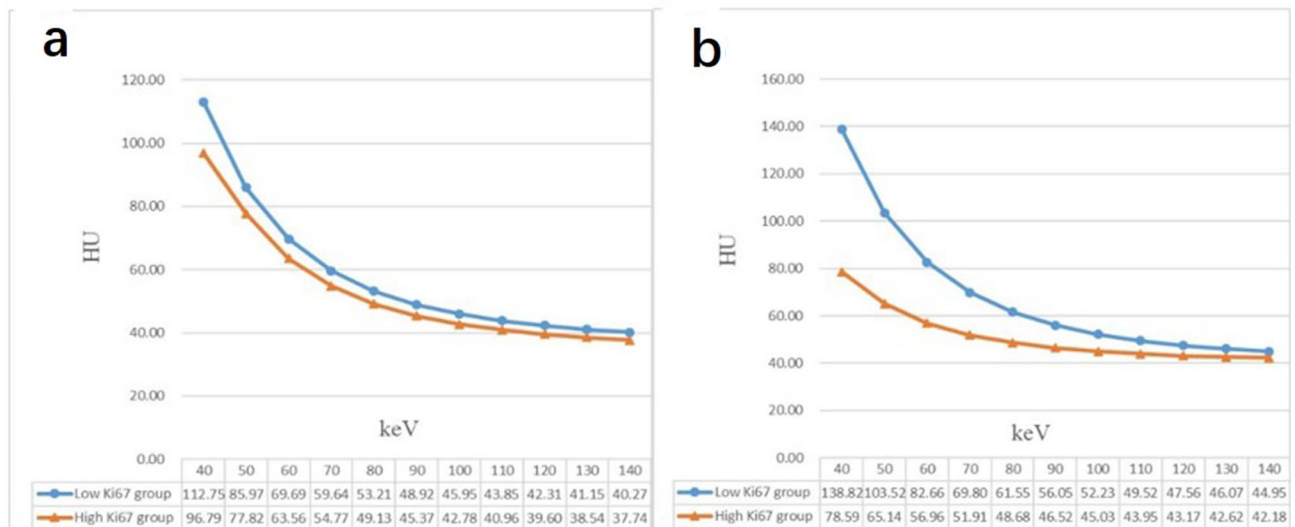 a
120.00
100.00
80.00
60.00
40.00
20.00
0.00
HU
keV
40 50 60 70 80 90 100 110 120 130 140
Low Ki67 group 112.75 85.97 69.69 59.64 53.21 48.92 45.95 43.85 42.31 41.15 40.27
High Ki67 group 96.79 77.82 63.56 54.77 49.13 45.37 42.78 40.96 39.60 38.54 37.74
b
160.00
140.00
120.00
100.00
80.00
60.00
40.00
20.00
0.00
HU
keV
40 50 60 70 80 90 100 110 120 130 140
Low Ki67 group 138.82 103.52 82.66 69.80 61.55 56.05 52.23 49.52 47.56 46.07 44.95
High Ki67 group 78.59 65.14 56.96 51.91 48.68 46.52 45.03 43.95 43.17 42.62 42.18